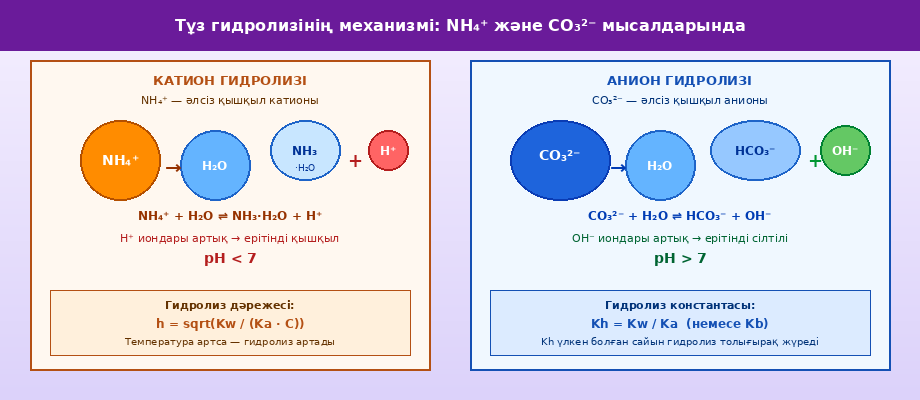 Тұз гидролизінің механизмі: NH₄⁺ және CO₃²⁻ мысалдарында
КАТИОН ГИДРОЛИЗІ
NH₄⁺ — әлсіз қышқыл катионы
NH₄⁺
→
H₂O
NH₃
·H₂O
+
H⁺
NH₄⁺ + H₂O ⇌ NH₃·H₂O + H⁺
H⁺ иондары артық → ерітінді қышқыл
pH < 7
Гидролиз дәрежесі:
h = sqrt(Kw / (Ka · C))
Температура артса — гидролиз артады
АНИОН ГИДРОЛИЗІ
CO₃²⁻ — әлсіз қышқыл анионы
CO₃²⁻
→
H₂O
HCO₃⁻
+
OH⁻
CO₃²⁻ + H₂O ⇌ HCO₃⁻ + OH⁻
OH⁻ иондары артық → ерітінді сілтілі
pH > 7
Гидролиз константасы:
Kh = Kw / Ka (немесе Kb)
Kh үлкен болған сайын гидролиз толығырақ жүреді